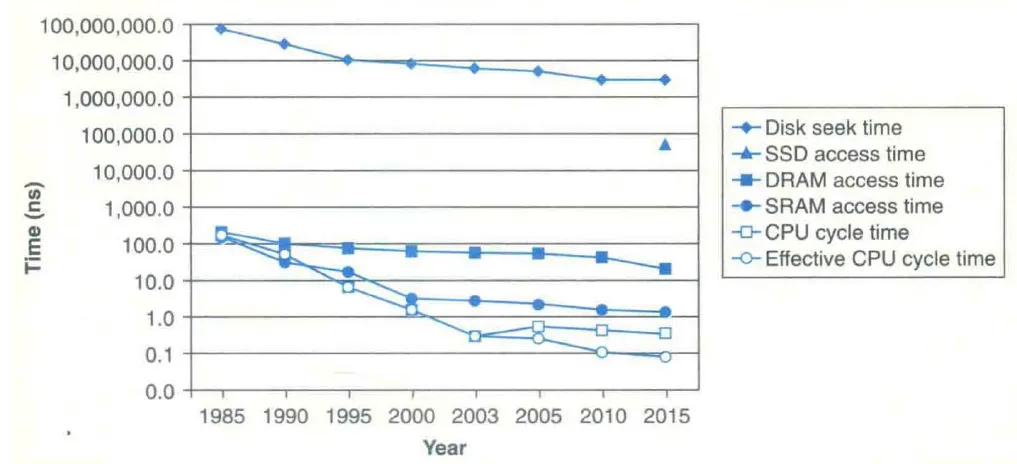 100,000,000.0
10,000,000.0
1,000,000.0
100,000.0
10,000.0
1,000.0
100.0
10.0
1.0
0.1
0.0
Time (ns)
1985 1990 1995 2000 2003 2005 2010 2015
Year
Disk seek time
SSD access time
DRAM access time
SRAM access time
CPU cycle time
Effective CPU cycle time